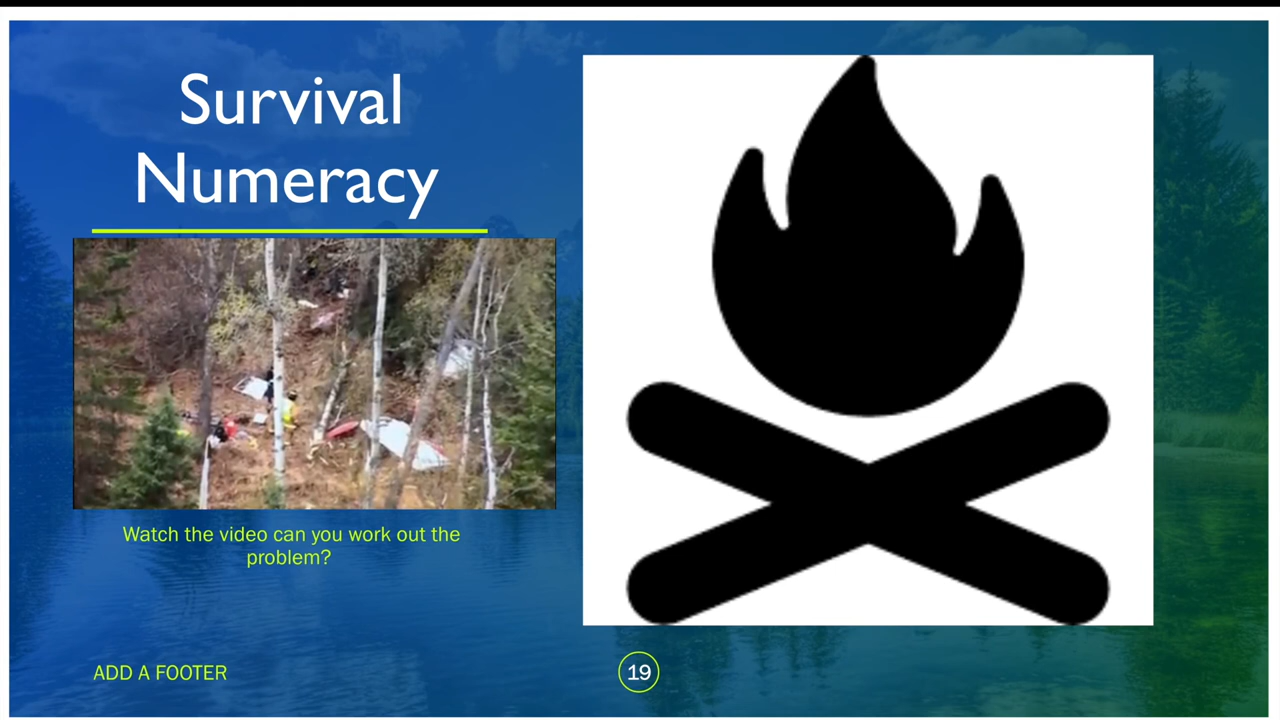 Survival
Numeracy
Watch the video can you work out the
problem?
ADD A FOOTER
19